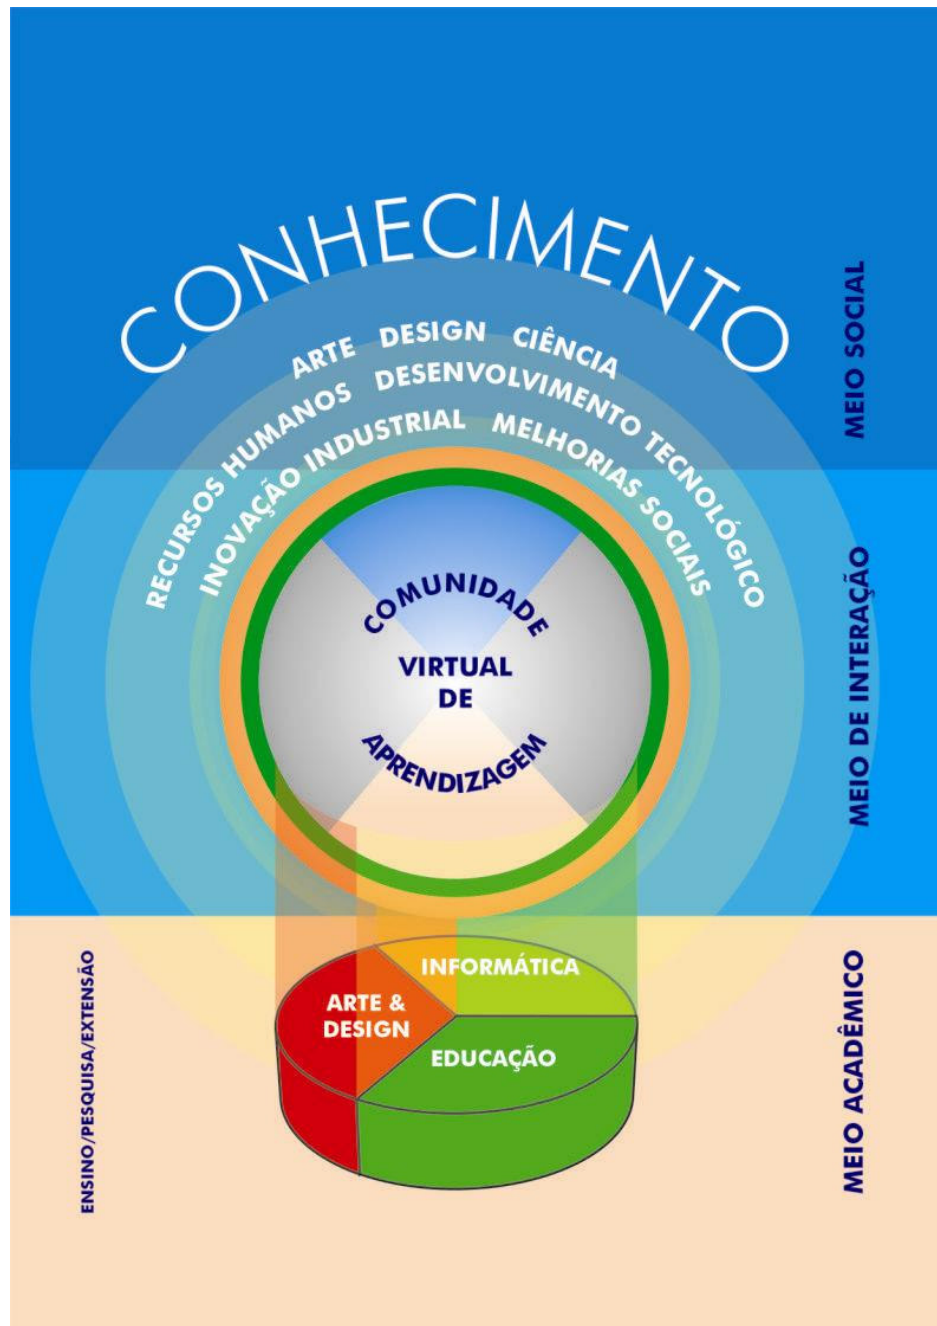 CONHECIMENTO
ARTE DESIGN CIÊNCIA
RECURSOS HUMANOS DESENVOLVIMENTO TECNOLÓGICO
INOVAÇÃO INDUSTRIAL MELHORIAS SOCIAIS
MEIO SOCIAL
COMUNIDADE
VIRTUAL
DE
APRENDIZAGEM
MEIO DE INTERAÇÃO
INFORMÁTICA
ARTE &
DESIGN
EDUCAÇÃO
ENSINO/PESQUISA/EXTENSÃO
MEIO ACADÊMICO